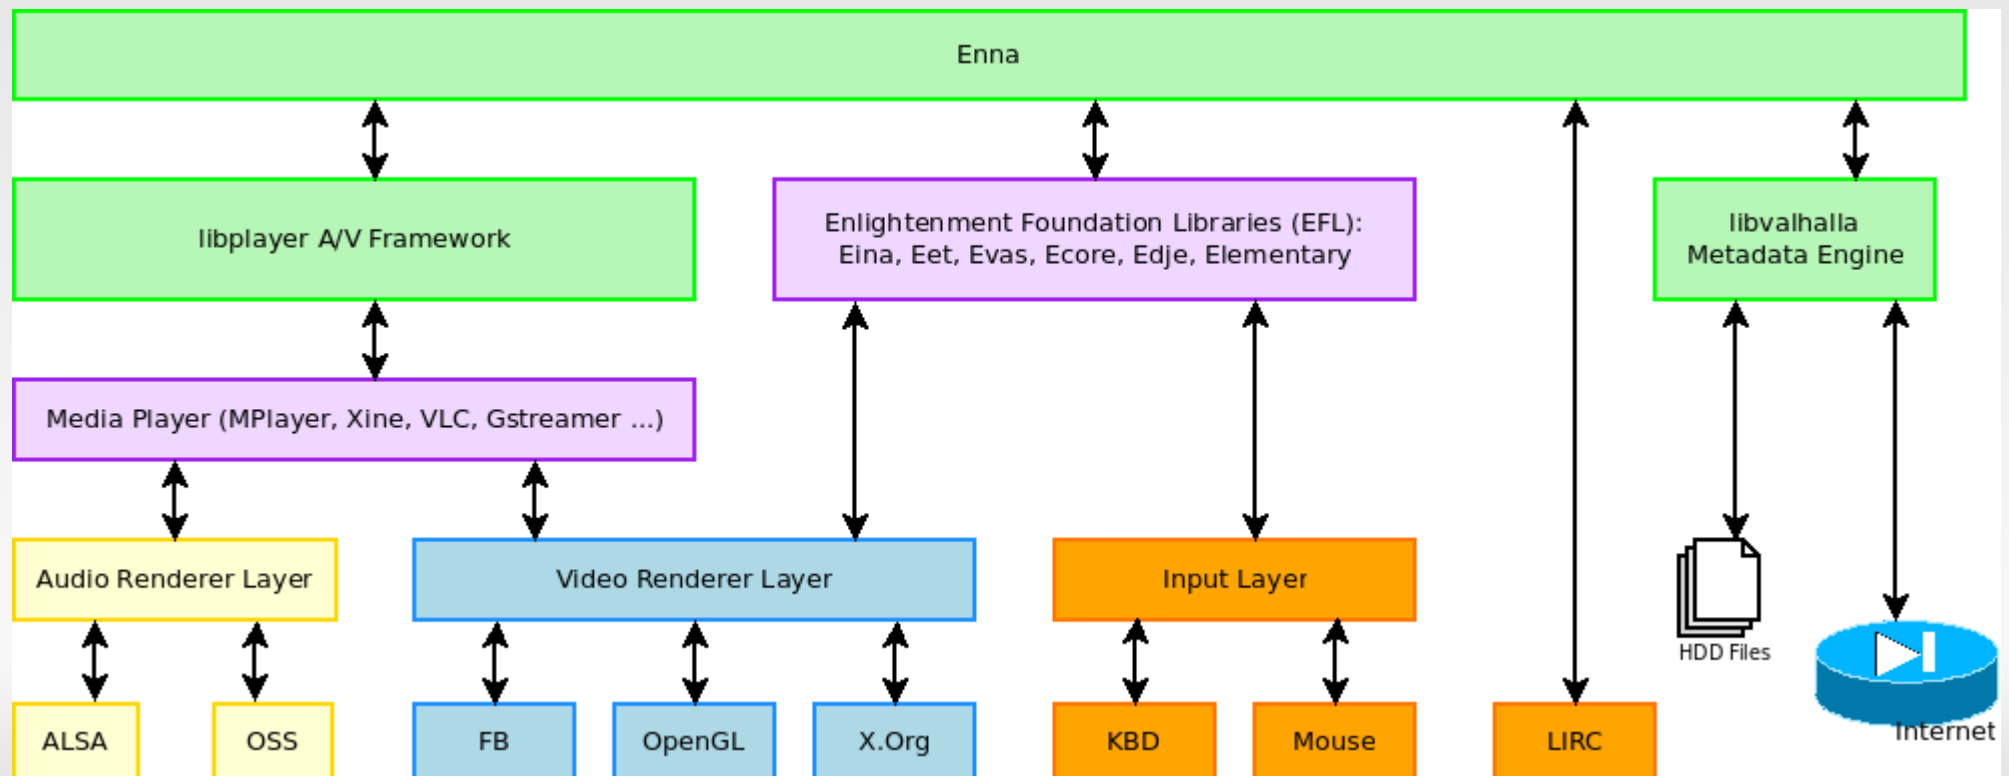 Enna
libplayer A/V Framework
Enlightenment Foundation Libraries (EFL):
Eina, Eet, Evas, Ecore, Edje, Elementary
libvalhalla
Metadata Engine
Media Player (MPlayer, Xine, VLC, Gstreamer ...)
Audio Renderer Layer
Video Renderer Layer
Input Layer
HDD Files
ALSA
OSS
FB
OpenGL
X.Org
KBD
Mouse
LIRC
Internet